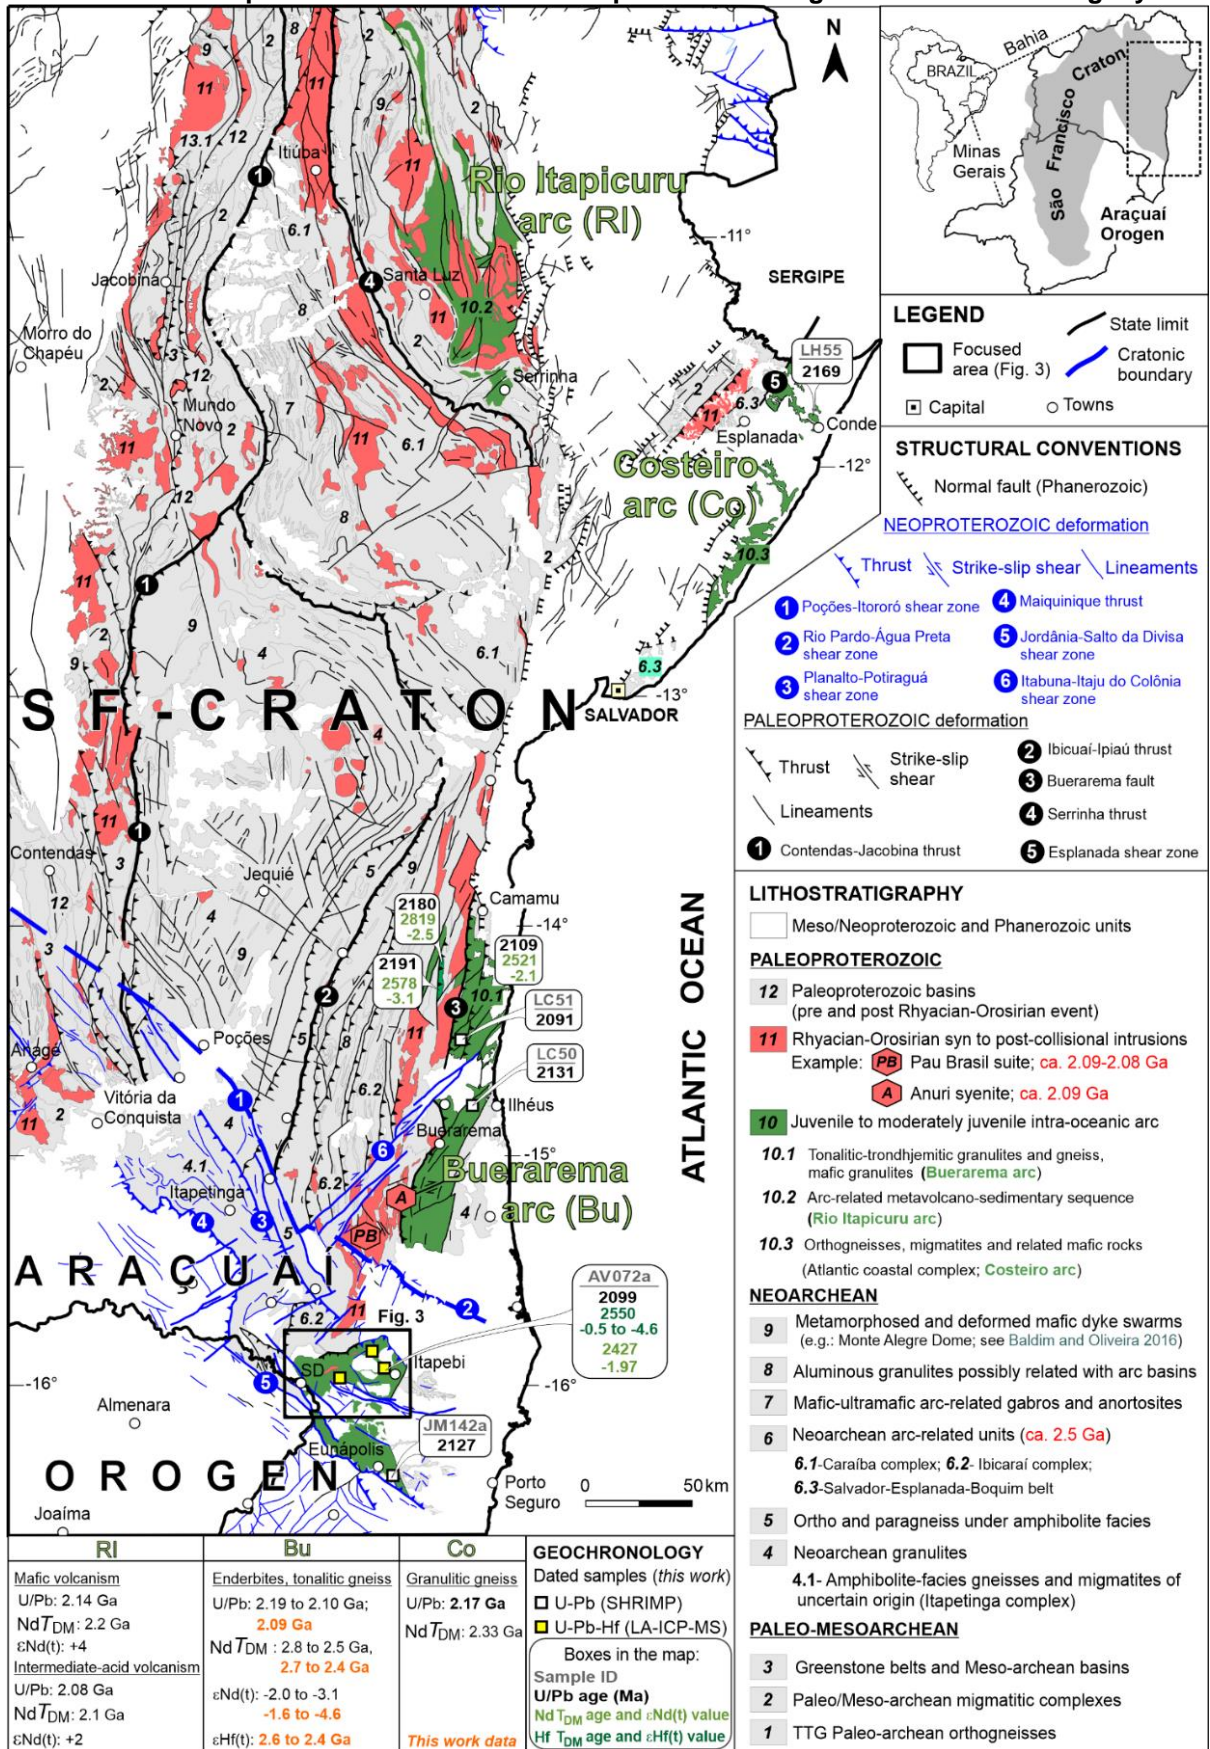 N
BRAZIL
Bahia
São Francisco Craton
Minas
Gerais
Araçuaí
Orogen
Rio Itapicuru
arc (RI)
Itiúba
Jacobina
Santa Luz
Morro do
Chapéu
Mundo
Novo
Serrinha
SERGIPE
-11°
LH55
2169
Esplanada
Conde
Costeiro
arc (Co)
-12°
10.3
6.3
SALVADOR
-13°
SF-CRATON
Contendas
Jequié
Camamu
-14°
2180
2819
-2.5
2191
2578
-3.1
2109
2521
-2.1
LC51
2091
LC50
2131
Poções
Anagé
Vitória da
Conquista
Ilhéus
Buerarema
-15°
Buerarema
arc (Bu)
Itapetinga
A
PB
ATLANTIC OCEAN
ARAÇUAI
OROGEN
AV072a
2099
2550
-0.5 to -4.6
2427
-1.97
Fig. 3
SD
Itapebi
-16°
Almenara
JM142a
2127
Eunápolis
Porto
Seguro
Joaíma
0 50 km
LEGEND
Focused
area (Fig. 3)
State limit
Cratonic
boundary
Capital
Towns
STRUCTURAL CONVENTIONS
Normal fault (Phanerozoic)
NEOPROTEROZOIC deformation
Thrust Strike-slip shear Lineaments
1 Poções-Itororó shear zone
4 Maiquinique thrust
2 Rio Pardo-Água Preta
shear zone
5 Jordânia-Salto da Divisa
shear zone
3 Planalto-Potiraguá
shear zone
6 Itabuna-Itaju do Colônia
shear zone
PALEOPROTEROZOIC deformation
Thrust
Strike-slip
shear
Lineaments
2 Ibicuaí-Ipiaú thrust
3 Buerarema fault
4 Serrinha thrust
1 Contendas-Jacobina thrust
5 Esplanada shear zone
LITHOSTRATIGRAPHY
Meso/Neoproterozoic and Phanerozoic units
PALEOPROTEROZOIC
12 Paleoproterozoic basins
(pre and post Rhyacian-Orosirian event)
11 Rhyacian-Orosirian syn to post-collisional intrusions
Example: PB Pau Brasil suite; ca. 2.09-2.08 Ga
A Anuri syenite; ca. 2.09 Ga
10 Juvenile to moderately juvenile intra-oceanic arc
10.1 Tonalitic-trondhjemitic granulites and gneiss,
mafic granulites (Buerarema arc)
10.2 Arc-related metavolcano-sedimentary sequence
(Rio Itapicuru arc)
10.3 Orthogneisses, migmatites and related mafic rocks
(Atlantic coastal complex; Costeiro arc)
NEOARCHEAN
9 Metamorphosed and deformed mafic dyke swarms
(e.g.: Monte Alegre Dome; see Baldim and Oliveira 2016)
8 Aluminous granulites possibly related with arc basins
7 Mafic-ultramafic arc-related gabros and anortosites
6 Neoarchean arc-related units (ca. 2.5 Ga)
6.1-Caraíba complex; 6.2- Ibicaraí complex;
6.3-Salvador-Esplanada-Boquim belt
5 Ortho and paragneiss under amphibolite facies
4 Neoarchean granulites
4.1- Amphibolite-facies gneisses and migmatites of
uncertain origin (Itapetinga complex)
PALEO-MESOARCHEAN
3 Greenstone belts and Meso-archean basins
2 Paleo/Meso-archean migmatitic complexes
1 TTG Paleo-archean orthogneisses
RI
Mafic volcanism
U/Pb: 2.14 Ga
NdTDM: 2.2 Ga
εNd(t): +4
Intermediate-acid volcanism
U/Pb: 2.08 Ga
NdTDM: 2.1 Ga
εNd(t): +2
Bu
Enderbites, tonalitic gneiss
U/Pb: 2.19 to 2.10 Ga;
2.09 Ga
NdTDM : 2.8 to 2.5 Ga,
2.7 to 2.4 Ga
εNd(t): -2.0 to -3.1
-1.6 to -4.6
εHf(t): 2.6 to 2.4 Ga
Co
Granulitic gneiss
U/Pb: 2.17 Ga
NdTDM: 2.33 Ga
This work data
GEOCHRONOLOGY
Dated samples (this work)
U-Pb (SHRIMP)
U-Pb-Hf (LA-ICP-MS)
Boxes in the map:
Sample ID
U/Pb age (Ma)
Nd TDM age and εNd(t) value
Hf TDM age and εHf(t) value